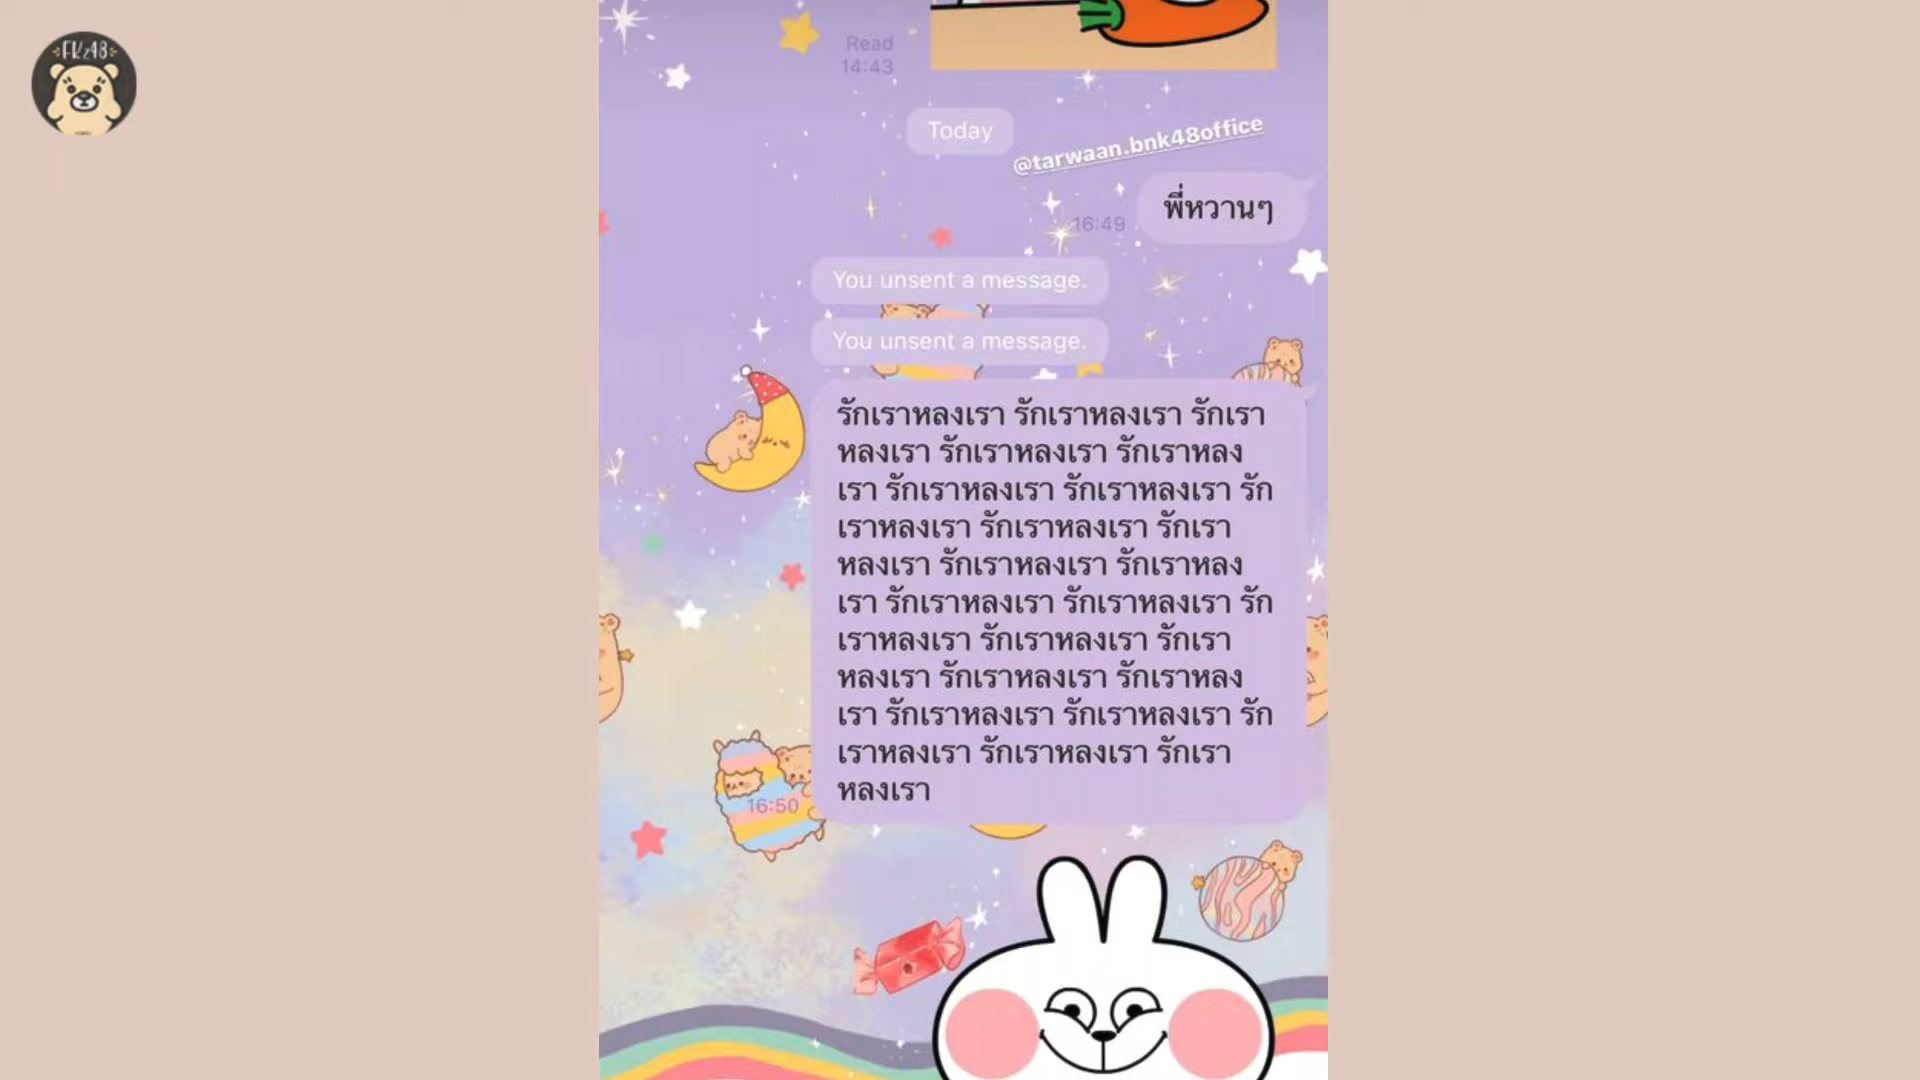 FKz48
Read
14:43
Today
@tarwaan.bnk48office
พี่หวานๆ
16:49
You unsent a message.
You unsent a message.
รักเราหลงเรา รักเราหลงเรา รักเรา
หลงเรา รักเราหลงเรา รักเราหลง
เรา รักเราหลงเรา รักเราหลงเรา รัก
เราหลงเรา รักเราหลงเรา รักเรา
หลงเรา รักเราหลงเรา รักเราหลง
เรา รักเราหลงเรา รักเราหลงเรา รัก
เราหลงเรา รักเราหลงเรา รักเรา
หลงเรา รักเราหลงเรา รักเราหลง
เรา รักเราหลงเรา รักเราหลงเรา รัก
เราหลงเรา รักเราหลงเรา รักเรา
หลงเรา
16:50